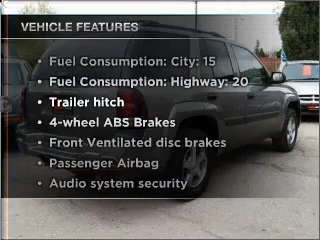 VEHICLE FEATURES
• Fuel Consumption: City: 15
• Fuel Consumption: Highway: 20
• Trailer hitch
• 4-wheel ABS Brakes
• Front Ventilated disc brakes
• Passenger Airbag
• Audio system security